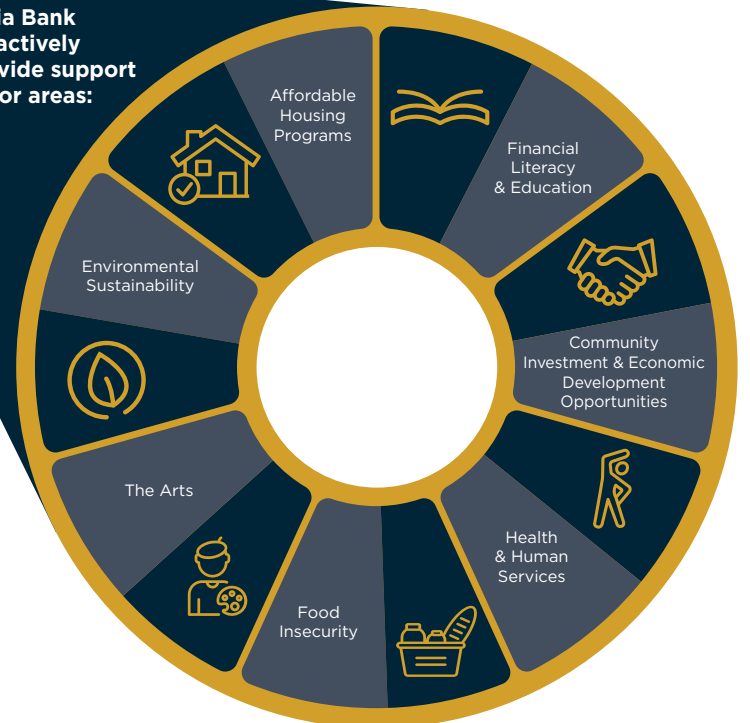 ia Bank
actively
vide support
or areas:
Affordable
Housing
Programs
Financial
Literacy
& Education
Community
Investment & Economic
Development
Opportunities
Health
& Human
Services
Food
Insecurity
The Arts
Environmental
Sustainability